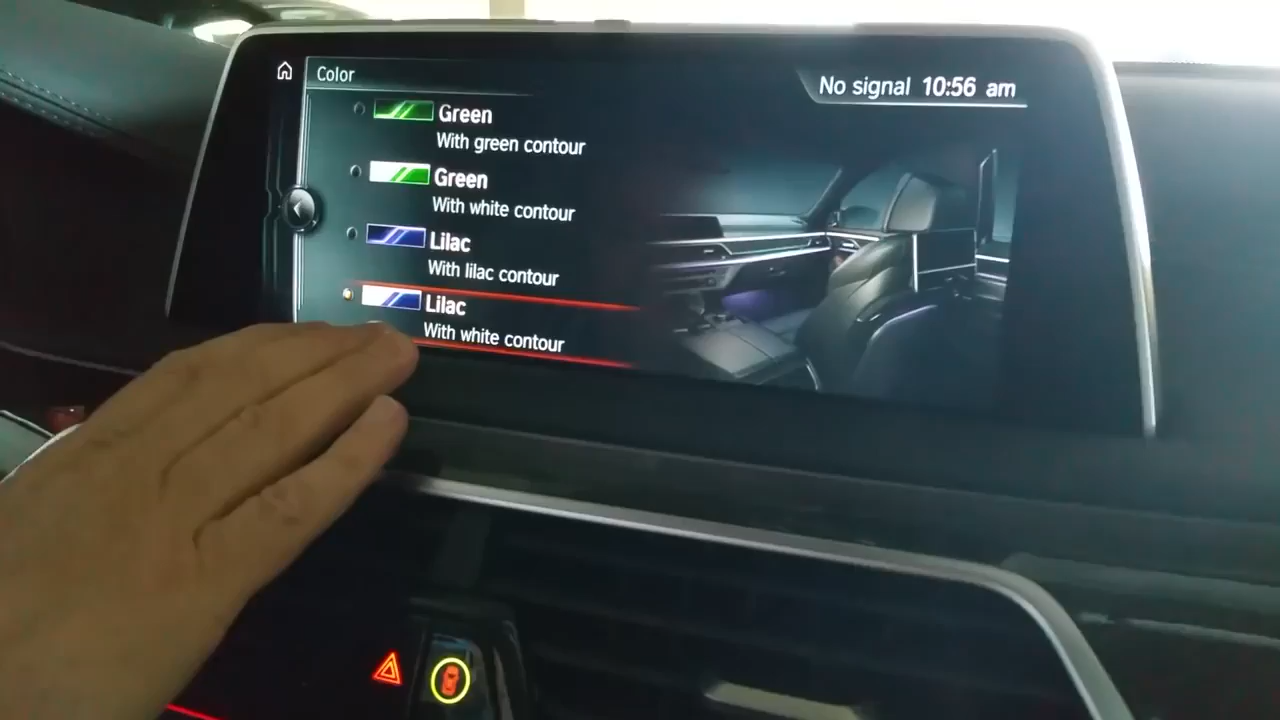 Color
No signal 10:56 am
Green
With green contour
Green
With white contour
Lilac
With lilac contour
Lilac
With white contour